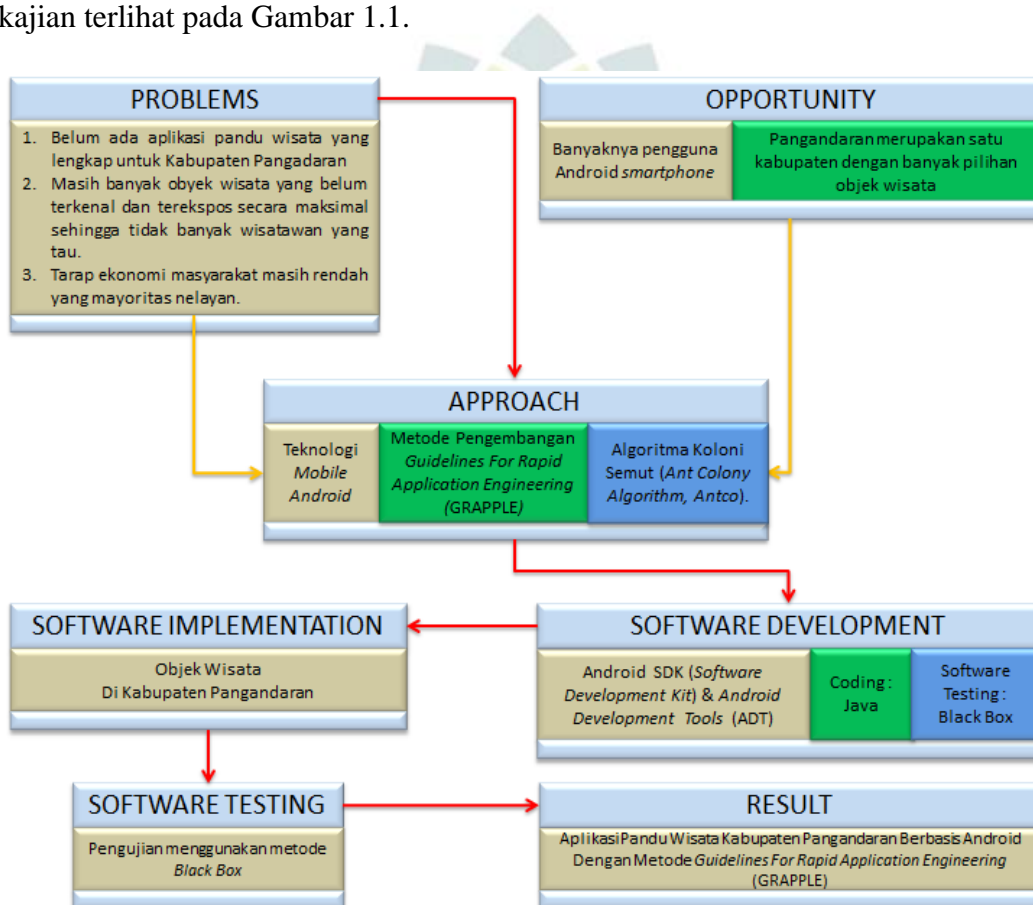 kajian terlihat pada Gambar 1.1.
PROBLEMS
1. Belum ada aplikasi pandu wisata yang
lengkap untuk Kabupaten Pangadaran
2. Masih banyak obyek wisata yang belum
terkenal dan terekspos secara maksimal
sehingga tidak banyak wisatawan yang
tau.
3. Tarap ekonomi masyarakat masih rendah
yang mayoritas nelayan.
OPPORTUNITY
Banyaknya pengguna
Android smartphone
Pangandaran merupakan satu
kabupaten dengan banyak pilihan
objek wisata
APPROACH
Teknologi
Mobile
Android
Metode Pengembangan
Guidelines For Rapid
Application Engineering
(GRAPPLE)
Algoritma Koloni
Semut (Ant Colony
Algorithm, Antco).
SOFTWARE DEVELOPMENT
Android SDK (Software
Development Kit) & Android
Development Tools (ADT)
Coding :
Java
Software
Testing :
Black Box
SOFTWARE IMPLEMENTATION
Objek Wisata
Di Kabupaten Pangandaran
SOFTWARE TESTING
Pengujian menggunakan metode
Black Box
RESULT
Aplikasi Pandu Wisata Kabupaten Pangandaran Berbasis Android
Dengan Metode Guidelines For Rapid Application Engineering
(GRAPPLE)